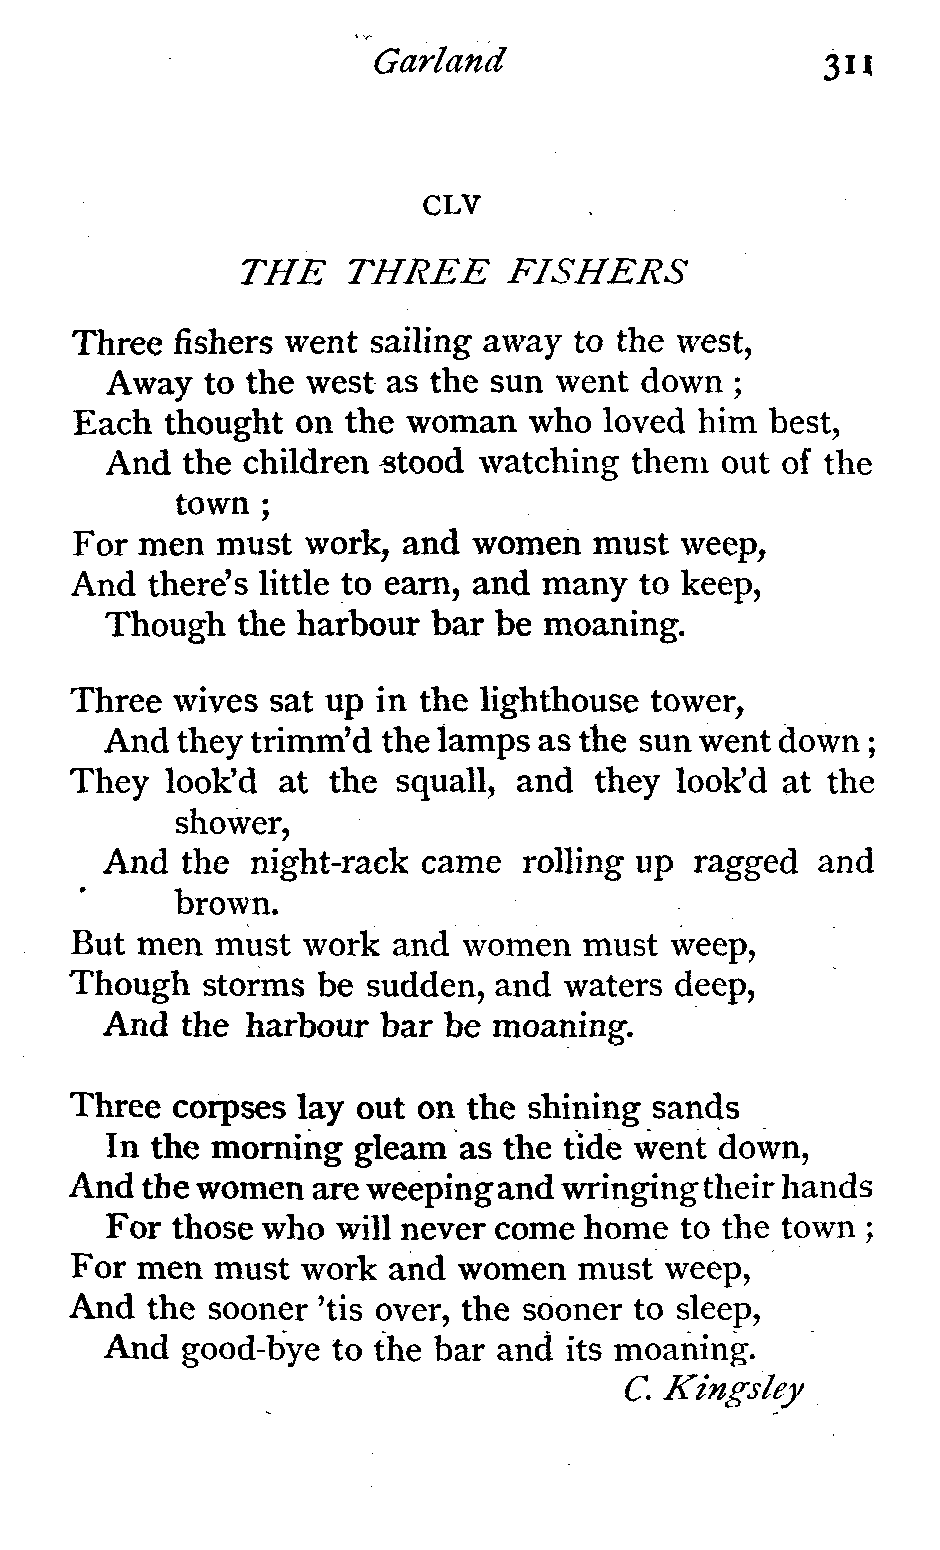 Garland 311
CLV
THE THREE FISHERS
Three fishers went sailing away to the west,
Away to the west as the sun went down ;
Each thought on the woman who loved him best,
And the children stood watching them out of the
town ;
For men must work, and women must weep,
And there's little to earn, and many to keep,
Though the harbour bar be moaning.
Three wives sat up in the lighthouse tower,
And they trimm'd the lamps as the sun went down ;
They look'd at the squall, and they look'd at the
shower,
And the night-rack came rolling up ragged and
brown.
But men must work and women must weep,
Though storms be sudden, and waters deep,
And the harbour bar be moaning.
Three corpses lay out on the shining sands
In the morning gleam as the tide went down,
And the women are weeping and wringing their hands
For those who will never come home to the town ;
For men must work and women must weep,
And the sooner 'tis over, the sooner to sleep,
And good-bye to the bar and its moaning.
C. Kingsley